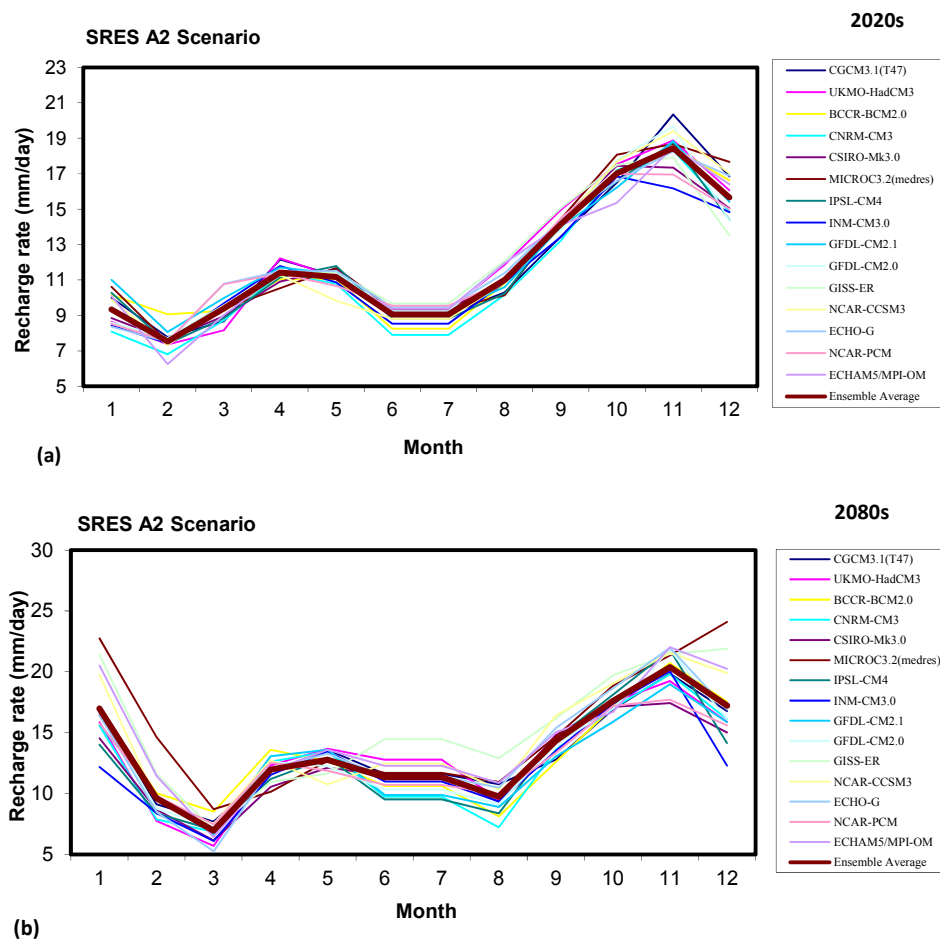 2020s
SRES A2 Scenario
23
21
19
17
15
13
11
9
7
5
Recharge rate (mm/day)
1 2 3 4 5 6 7 8 9 10 11 12
Month
(a)
CGCM3.1(T47)
UKMO-HadCM3
BCCR-BCM2.0
CNRM-CM3
CSIRO-Mk3.0
MICROC3.2(medres)
IPSL-CM4
INM-CM3.0
GFDL-CM2.1
GFDL-CM2.0
GISS-ER
NCAR-CCSM3
ECHO-G
NCAR-PCM
ECHAM5/MPI-OM
Ensemble Average
2080s
SRES A2 Scenario
30
25
20
15
10
5
Recharge rate (mm/day)
1 2 3 4 5 6 7 8 9 10 11 12
Month
(b)
CGCM3.1(T47)
UKMO-HadCM3
BCCR-BCM2.0
CNRM-CM3
CSIRO-Mk3.0
MICROC3.2(medres)
IPSL-CM4
INM-CM3.0
GFDL-CM2.1
GFDL-CM2.0
GISS-ER
NCAR-CCSM3
ECHO-G
NCAR-PCM
ECHAM5/MPI-OM
Ensemble Average